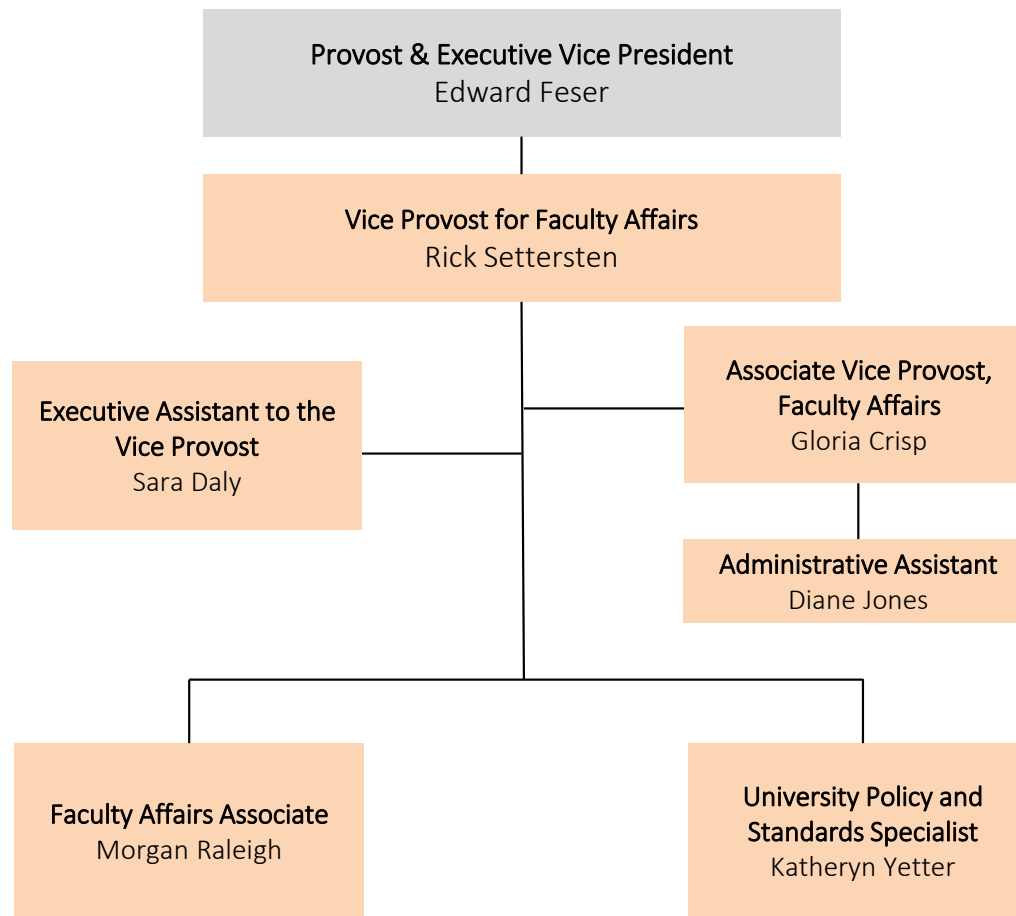 Provost & Executive Vice President
Edward Feser
Vice Provost for Faculty Affairs
Rick Settersten
Executive Assistant to the
Vice Provost
Sara Daly
Associate Vice Provost,
Faculty Affairs
Gloria Crisp
Administrative Assistant
Diane Jones
Faculty Affairs Associate
Morgan Raleigh
University Policy and
Standards Specialist
Katheryn Yetter